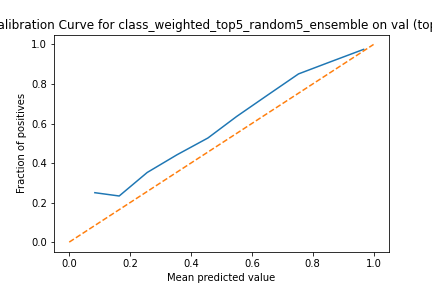 alibration Curve for class_weighted_top5_random5_ensemble on val (top
1.0
0.8
0.6
0.4
0.2
0.0
Fraction of positives
0.0 0.2 0.4 0.6 0.8 1.0
Mean predicted value